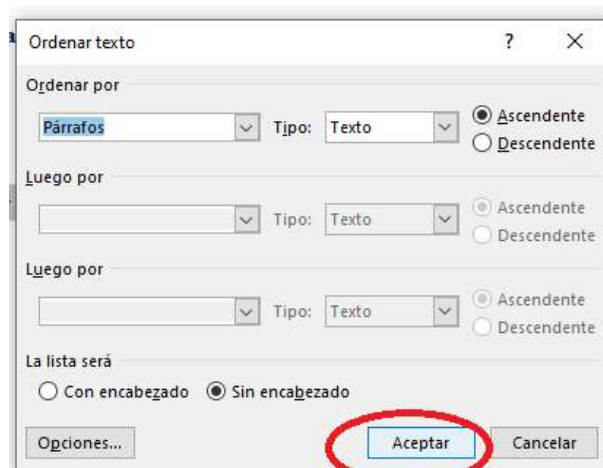 Ordenar texto ? X
Ordenar por
Párrafos Tipo: Texto Ascendente
Descendente
Luego por
Tipo: Texto Ascendente
Descendente
Luego por
Tipo: Texto Ascendente
Descendente
La lista será
Con encabezado Sin encabezado
Opciones... Aceptar Cancelar